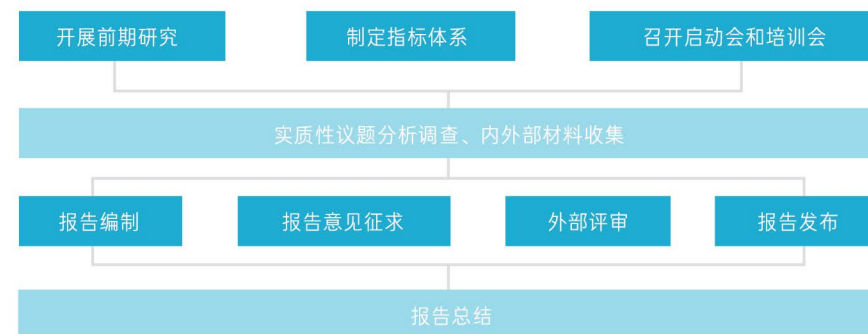 开展前期研究
制定指标体系
召开启动会和培训会
实质性议题分析调查、内外部材料收集
报告编制
报告意见征求
外部评审
报告发布
报告总结